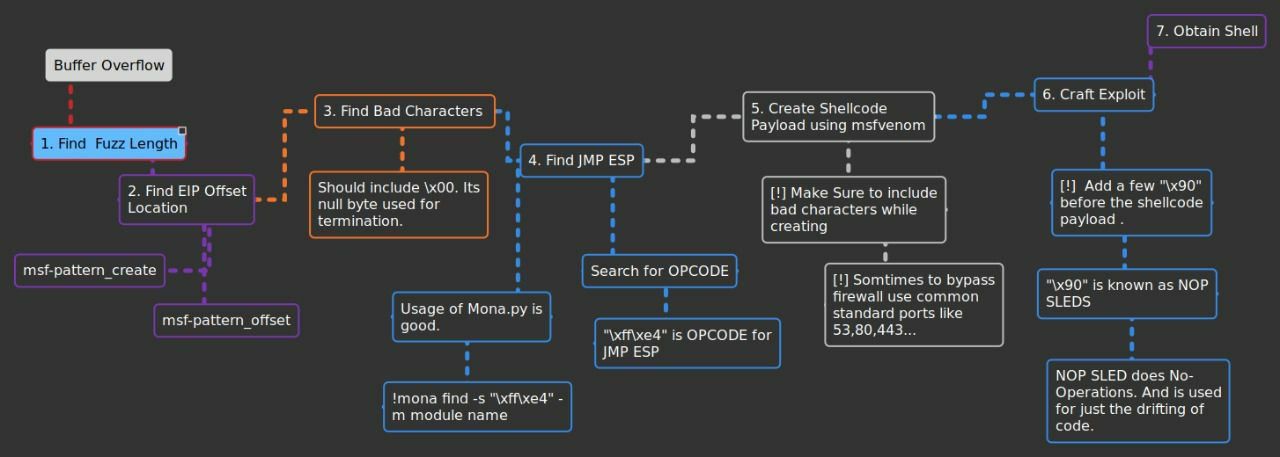 Buffer Overflow
1. Find  Fuzz Length
2. Find EIP Offset
Location
msf-pattern_create
msf-pattern_offset
3. Find Bad Characters
Should include \x00. Its
null byte used for
termination.
4. Find JMP ESP
Usage of Mona.py is
good.
!mona find -s "\xff\xe4" -
m module name
Search for OPCODE
"\xff\xe4" is OPCODE for
JMP ESP
5. Create Shellcode
Payload using msfvenom
[!] Make Sure to include
bad characters while
creating
[!] Somtimes to bypass
firewall use common
standard ports like
53,80,443...
6. Craft Exploit
[!]  Add a few "\x90"
before the shellcode
payload .
"\x90" is known as NOP
SLEDS
NOP SLED does No-
Operations. And is used
for just the drifting of
code.
7. Obtain Shell